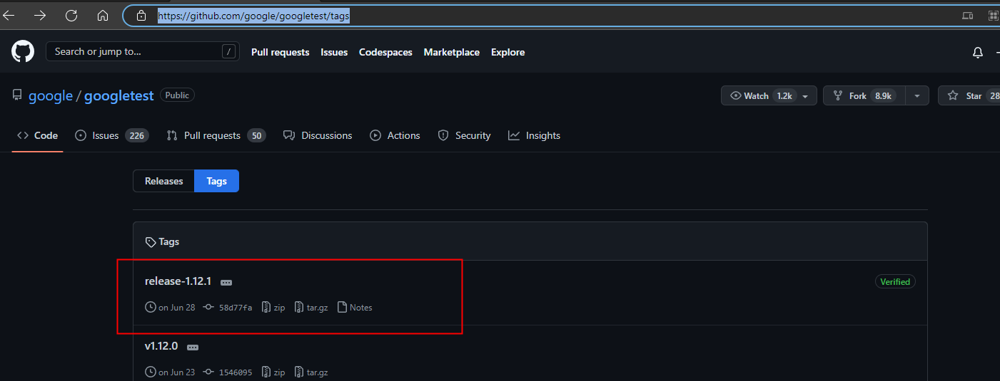 https://github.com/google/googletest/tags
Search or jump to... / Pull requests Issues Codespaces Marketplace Explore
google / googletest Public Watch 1.2k Fork 8.9k Star 28
Code Issues 226 Pull requests 50 Discussions Actions Security Insights
Releases Tags
Tags
release-1.12.1 Verified
on Jun 28 58d77fa zip tar.gz Notes
v1.12.0
on Jun 23 1546095 zip tar.gz